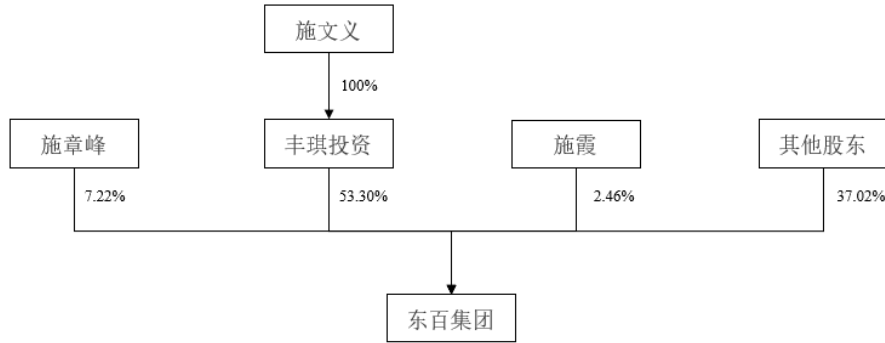 施文义
100%
施章峰
丰琪投资
施霞
其他股东
7.22%
53.30%
2.46%
37.02%
东百集团